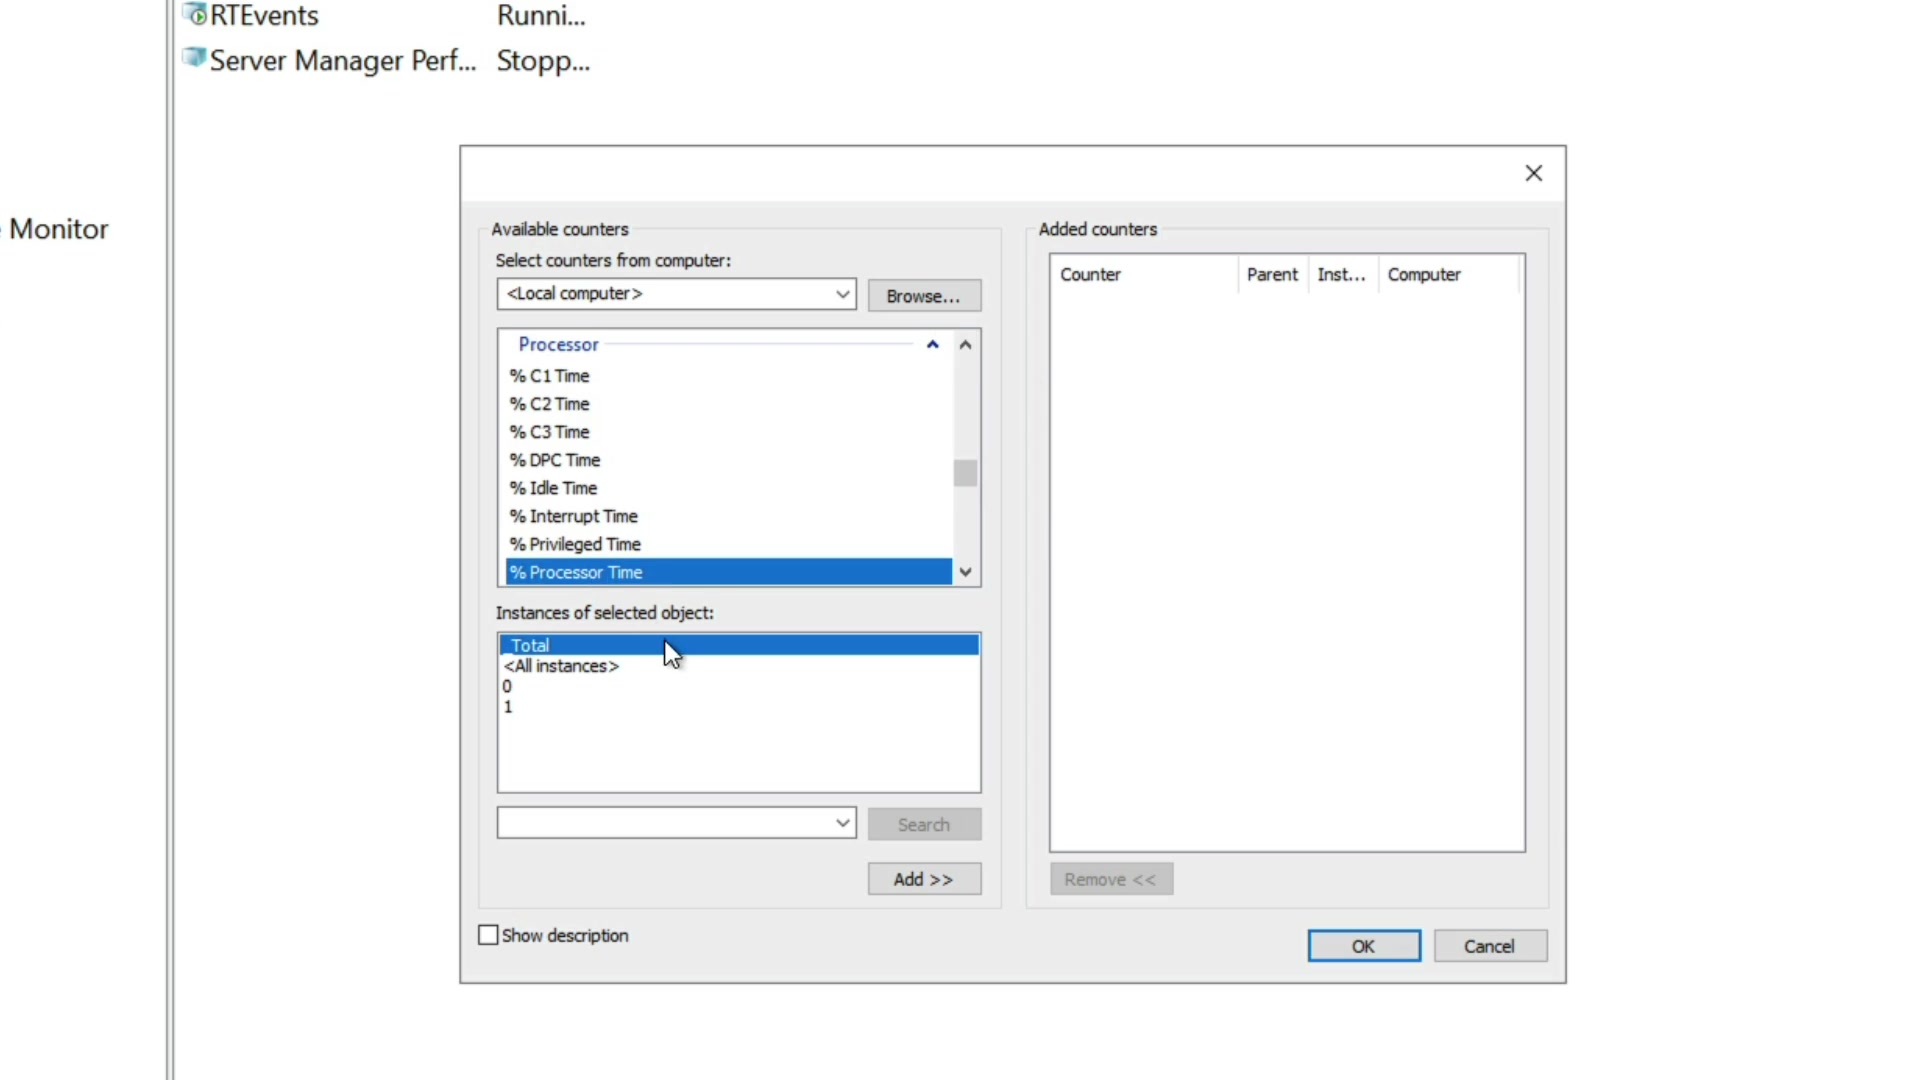 RTEvents Runni...
Server Manager Perf... Stopp...
Monitor
Available counters
Select counters from computer:
<Local computer>
Browse...
Processor
% C1 Time
% C2 Time
% C3 Time
% DPC Time
% Idle Time
% Interrupt Time
% Privileged Time
% Processor Time
Instances of selected object:
_Total
<All instances>
0
1
Search
Add >>
Show description
Added counters
Counter Parent Inst... Computer
Remove <<
OK
Cancel